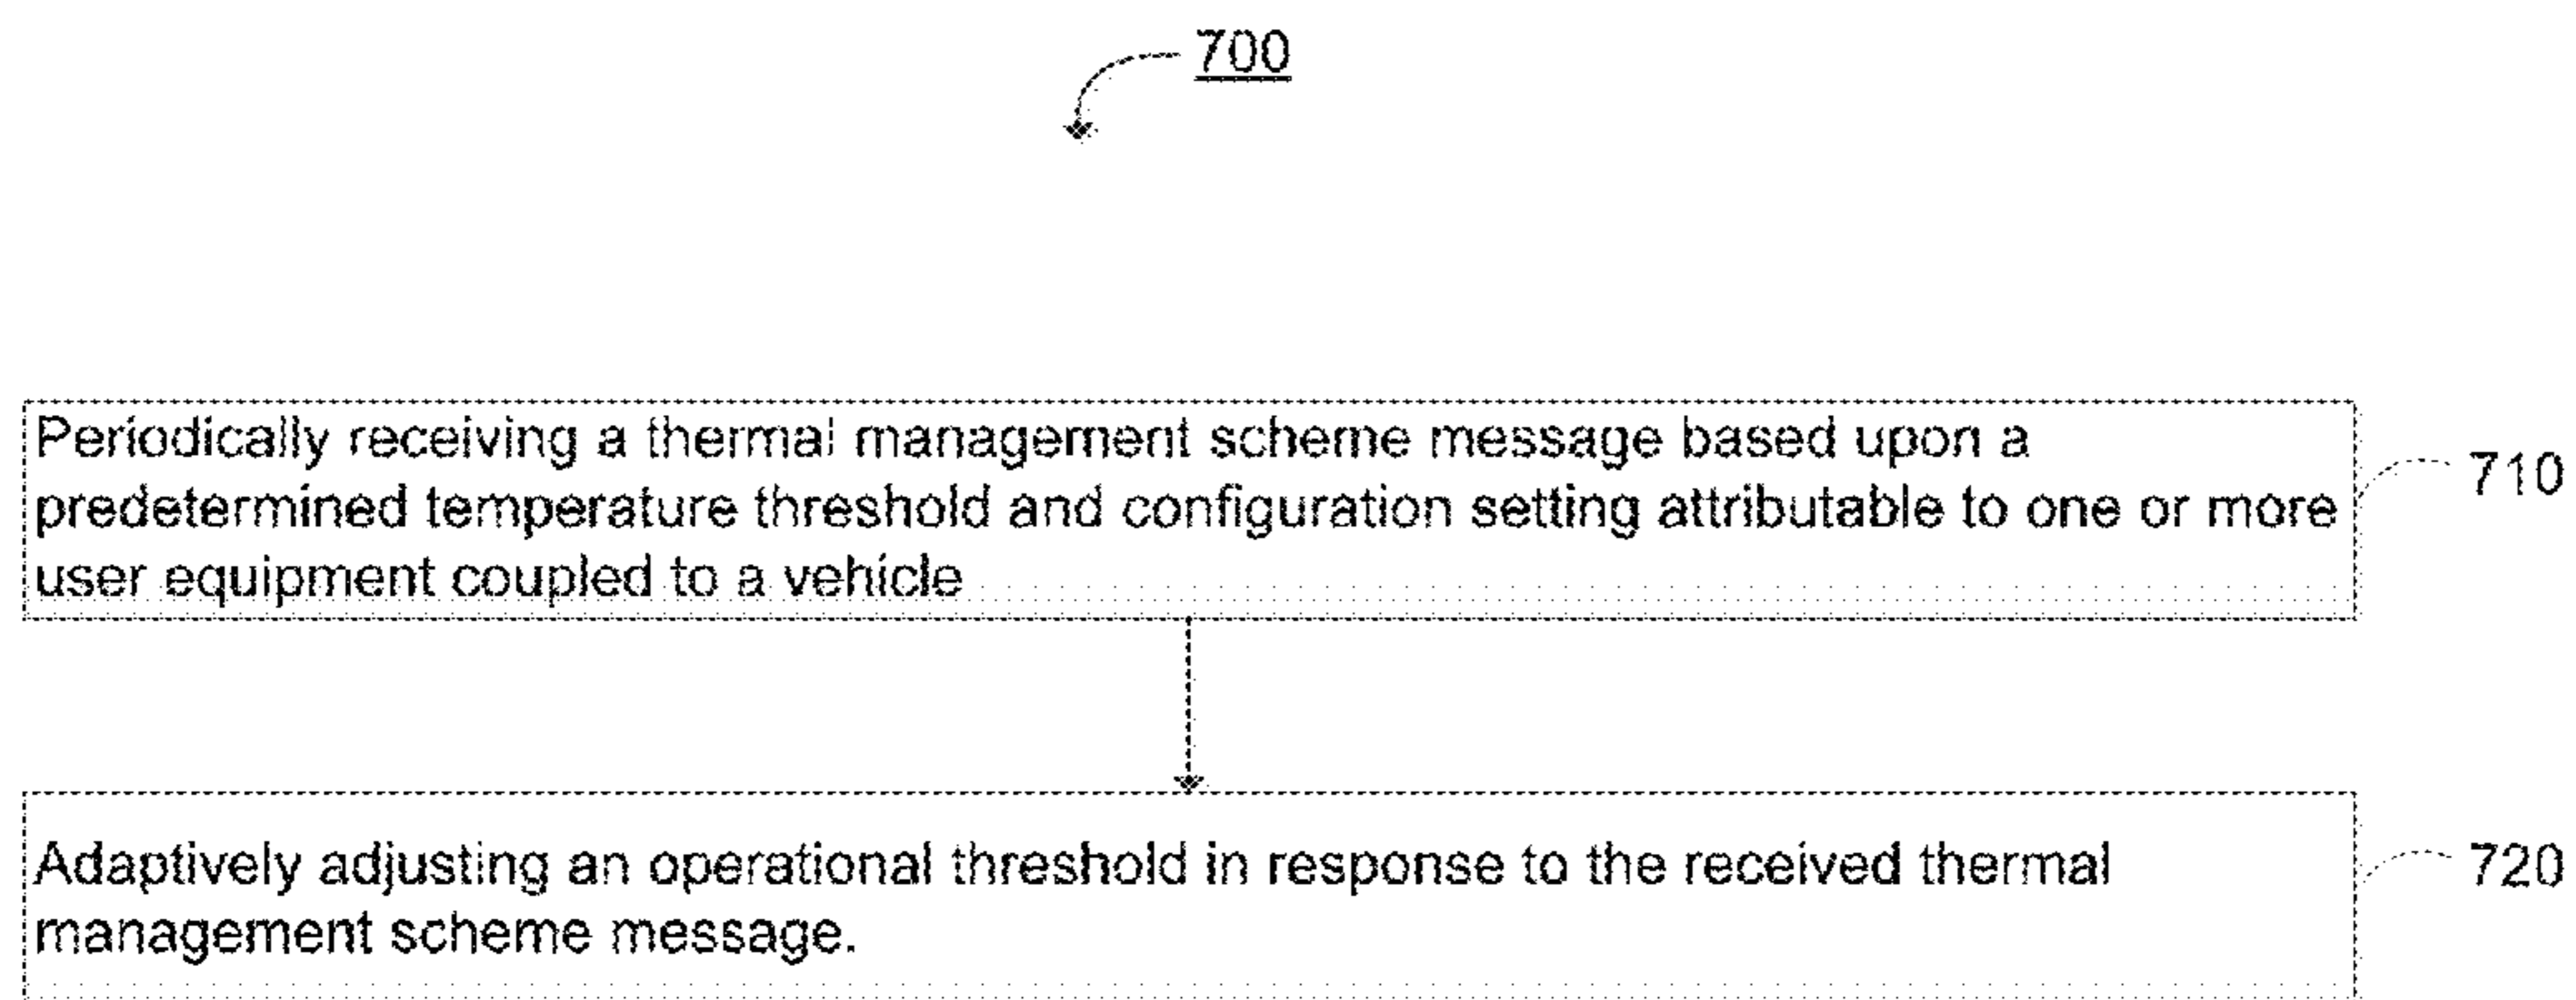 700
Periodically receiving a thermal management scheme message based upon a
predetermined temperature threshold and configuration setting attributable to one or more
user equipment coupled to a vehicle
710
Adaptively adjusting an operational threshold in response to the received thermal
management scheme message.
720